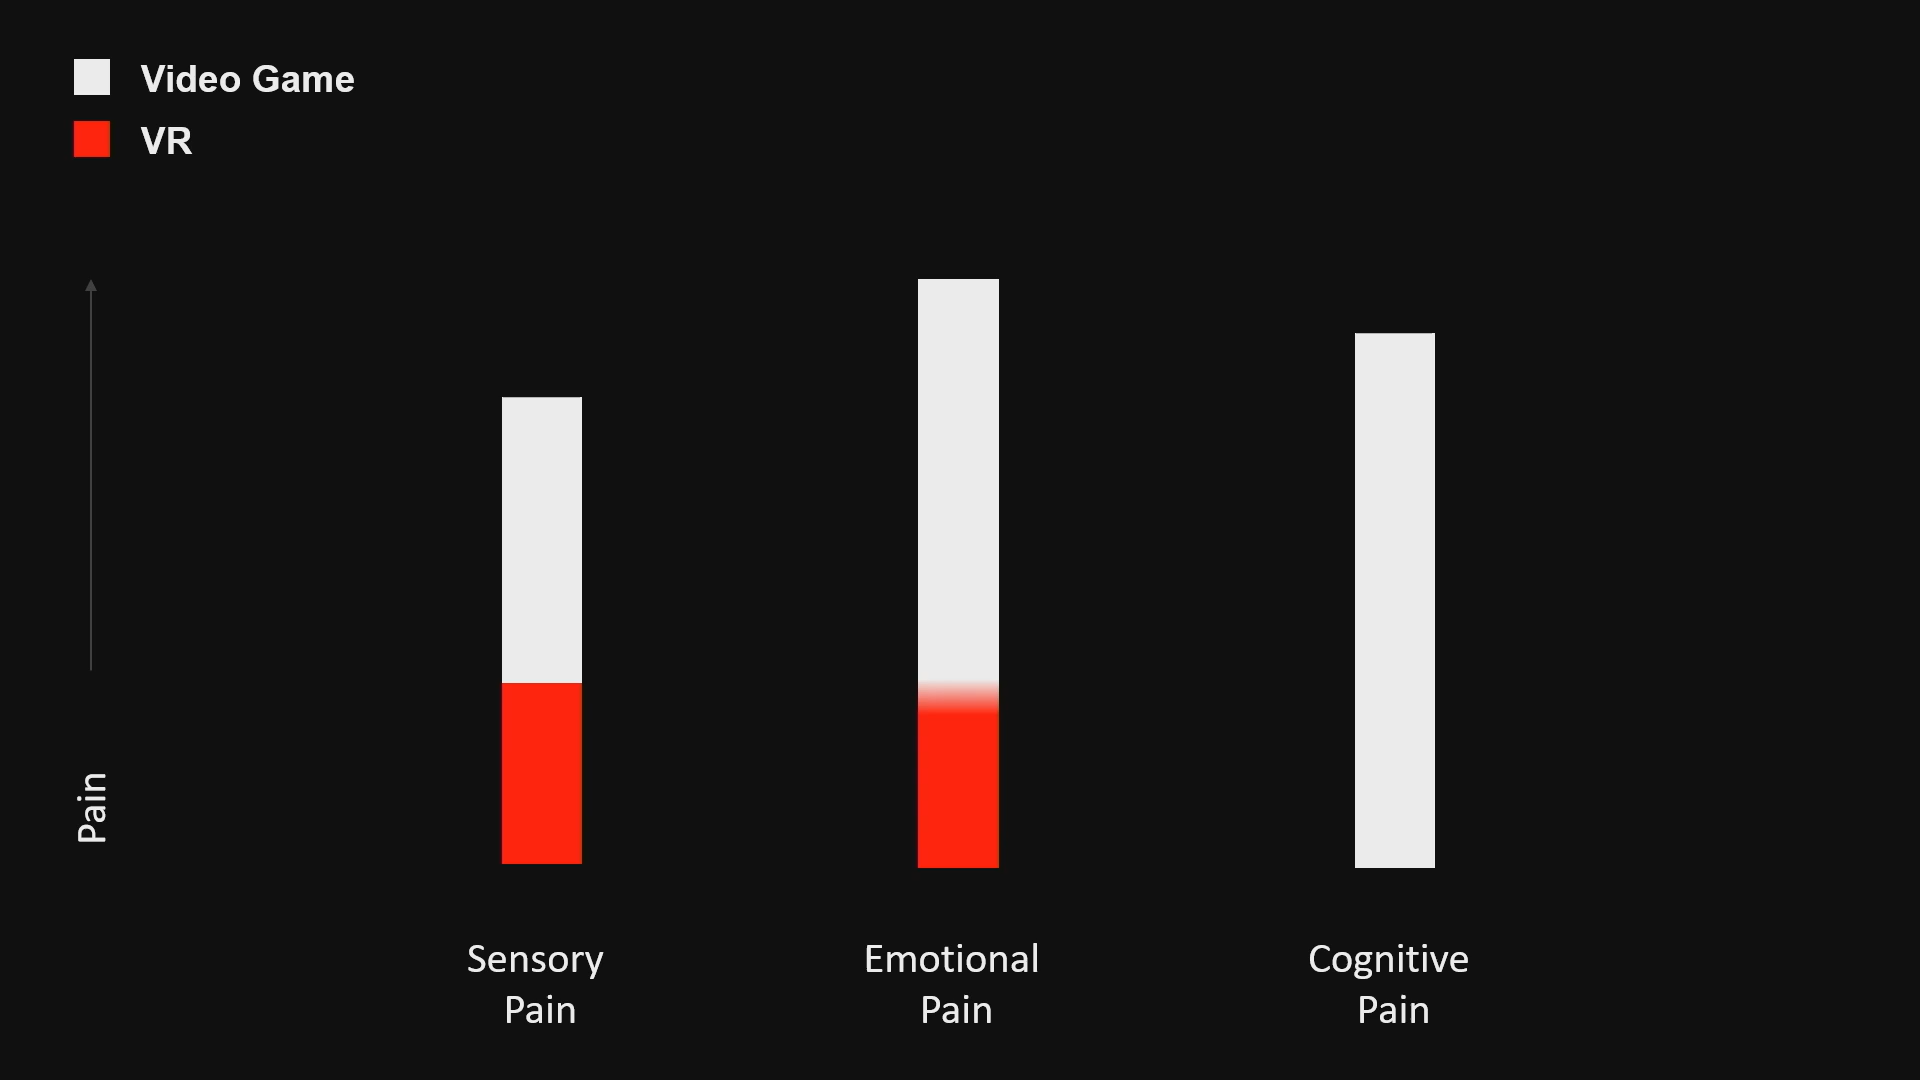 Video Game
VR
Pain
Sensory
Pain
Emotional
Pain
Cognitive
Pain